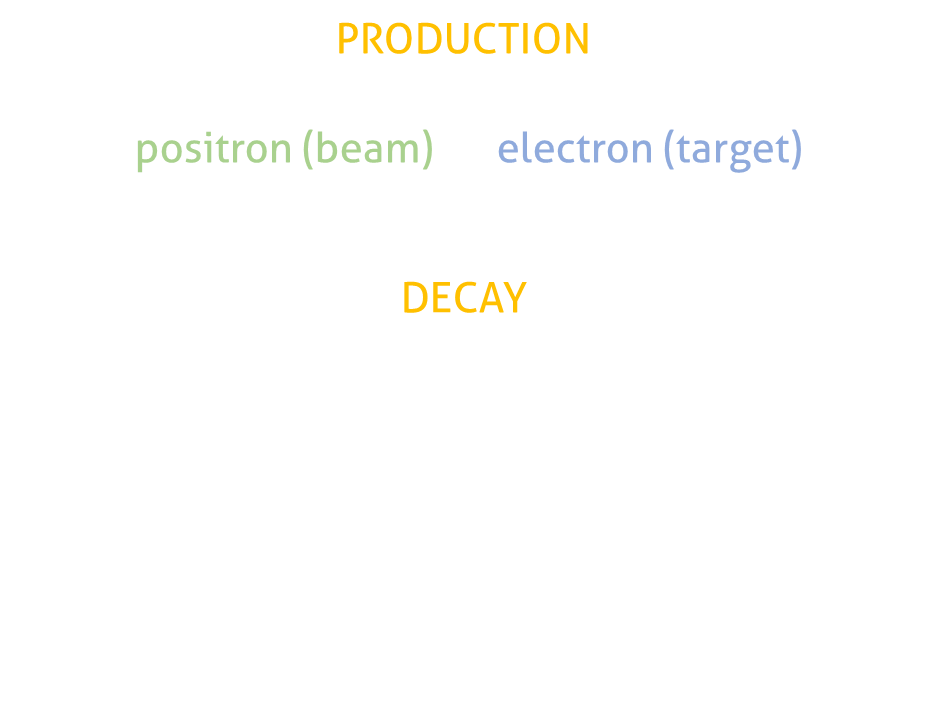 PRODUCTION
positron (beam) electron (target)
DECAY